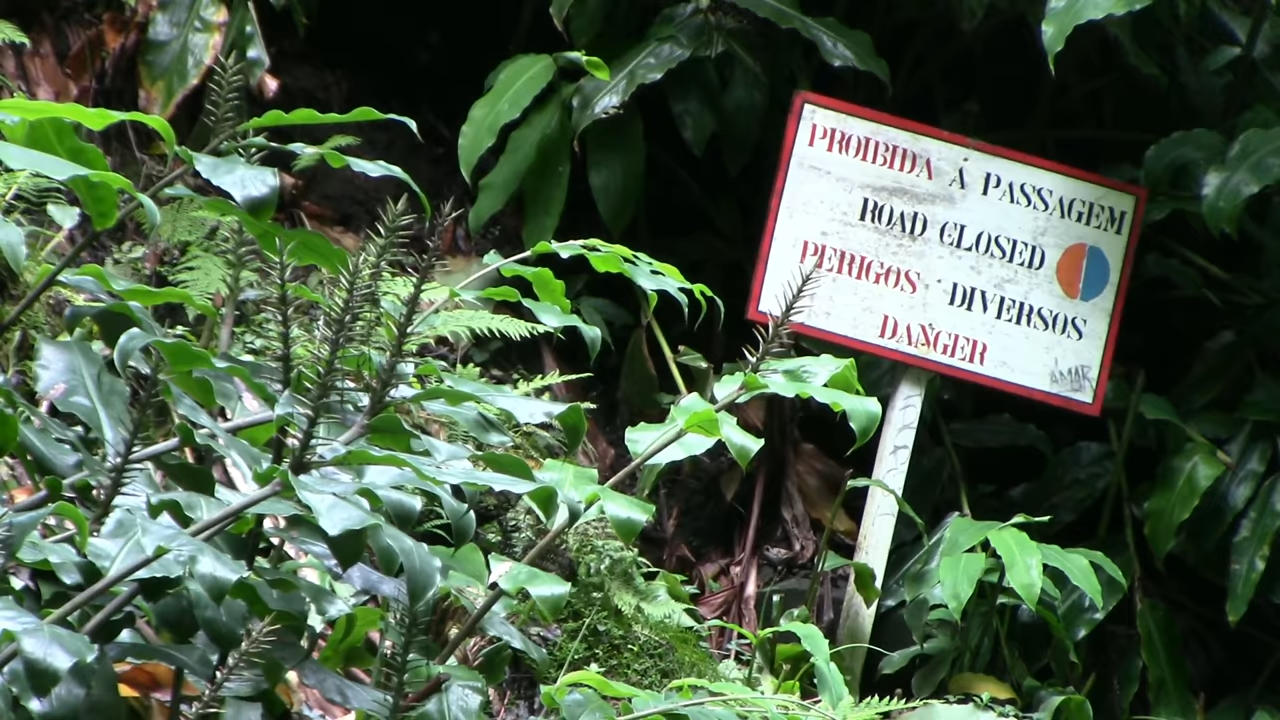 PROIBIDA Á PASSAGEM
ROAD CLOSED
PERIGOS DIVERSOS
DANGER
AMAR